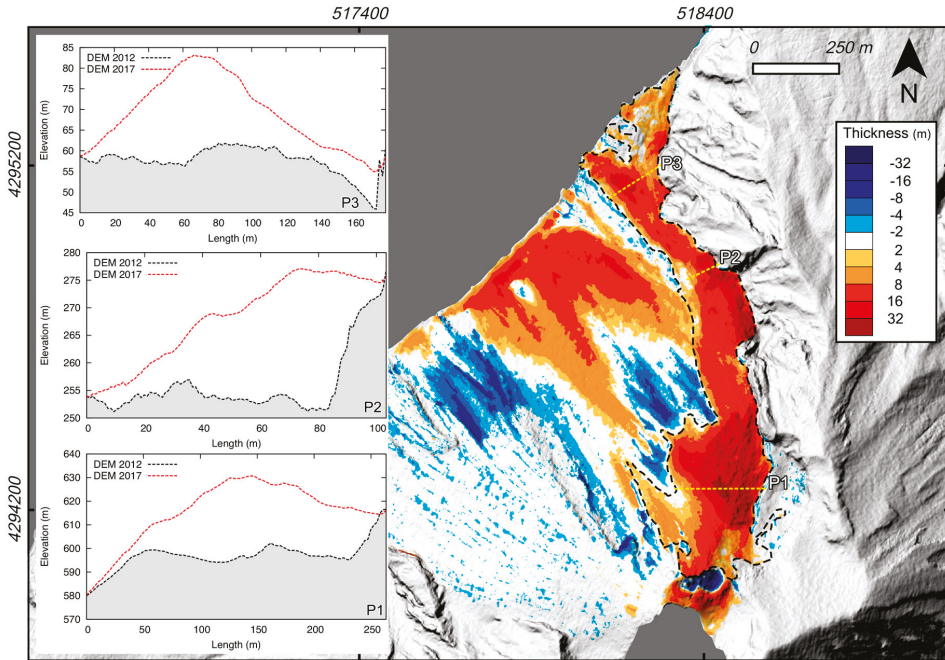 517400
518400
4295200
4294200
0 250 m
N
Thickness (m)
-32
-16
-8
-4
-2
2
4
8
16
32
P3
P2
P1
DEM 2012
DEM 2017
Elevation (m)
85
80
75
70
65
60
55
50
45
0 20 40 60 80 100 120 140 160
Length (m)
P3
DEM 2012
DEM 2017
Elevation (m)
280
275
270
265
260
255
250
0 20 40 60 80 100
Length (m)
P2
DEM 2012
DEM 2017
Elevation (m)
640
630
620
610
600
590
580
570
0 50 100 150 200 250
Length (m)
P1